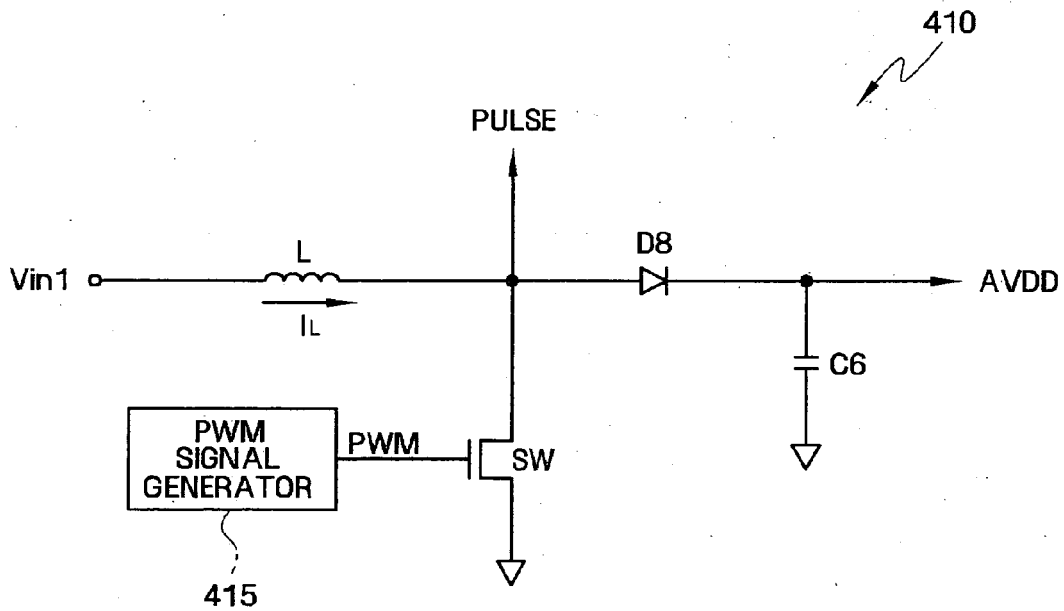 410
PULSE
L
D8
Vin1
AVDD
IL
C6
PWM
SIGNAL
GENERATOR
PWM
SW
415